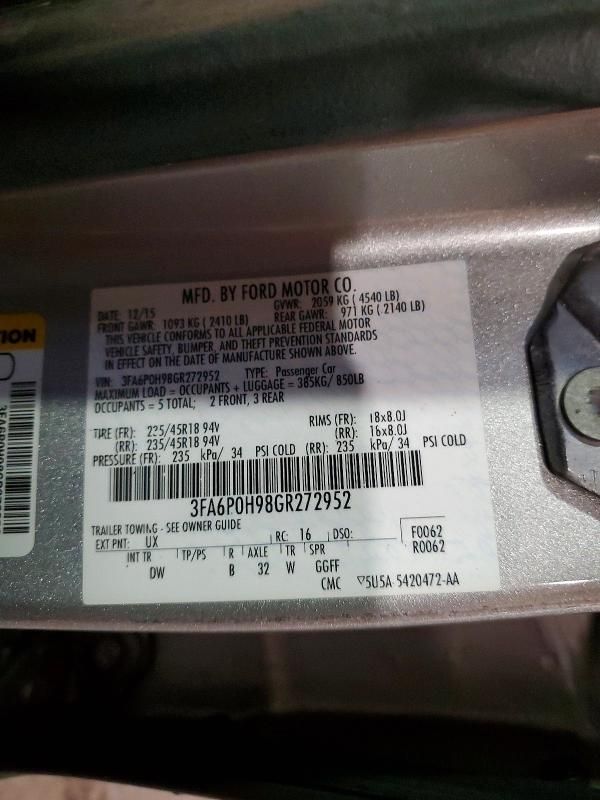 MFD. BY FORD MOTOR CO.
DATE: 12/15 GVWR: 2059 KG ( 4540 LB)
FRONT GAWR: 1093 KG ( 2410 LB) REAR GAWR: 971 KG ( 2140 LB)
THIS VEHICLE CONFORMS TO ALL APPLICABLE FEDERAL MOTOR
VEHICLE SAFETY, BUMPER, AND THEFT PREVENTION STANDARDS
IN EFFECT ON THE DATE OF MANUFACTURE SHOWN ABOVE.
VIN: 3FA6P0H98GR272952 TYPE: Passenger Car
MAXIMUM LOAD = OCCUPANTS + LUGGAGE = 385KG/ 850LB
OCCUPANTS = 5 TOTAL; 2 FRONT, 3 REAR
TIRE (FR): 235/45R18 94V RIMS (FR): 18x8.0J
(RR): 235/45R18 94V (RR): 18x8.0J
PRESSURE (FR): 235 kPa/ 34 PSI COLD (RR): 235 kPa/ 34 PSI COLD
3FA6P0H98GR272952
TRAILER TOWING - SEE OWNER GUIDE
EXT PNT: UX RC: 16 DSO: F0062
R0062
INT TR TP/PS R AXLE TR SPR
DW B 32 W GGFF
CMC ▽5U5A-5420472-AA
TION